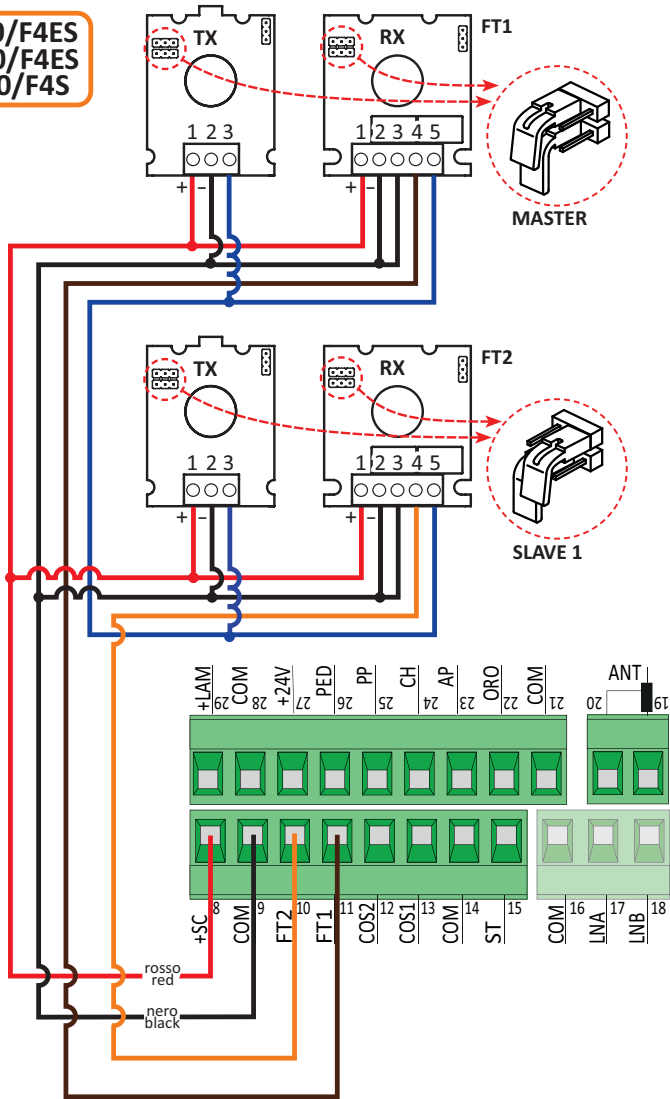 0/F4ES
0/F4ES
0/F4S
TX
RX
FT1
1 2 3
1 2 3 4 5
+ –
+ –
MASTER
TX
RX
FT2
1 2 3
1 2 3 4 5
+ –
+ –
SLAVE 1
+LAM 29
COM 28
+24V 27
PED 26
PP 25
CH 24
AP 23
ORO 22
COM 21
ANT
20
19
+SC 8
COM 9
FT2 10
FT1 11
COS2 12
COS1 13
COM 14
ST 15
COM 16
LNA 17
LNB 18
rosso
red
nero
black